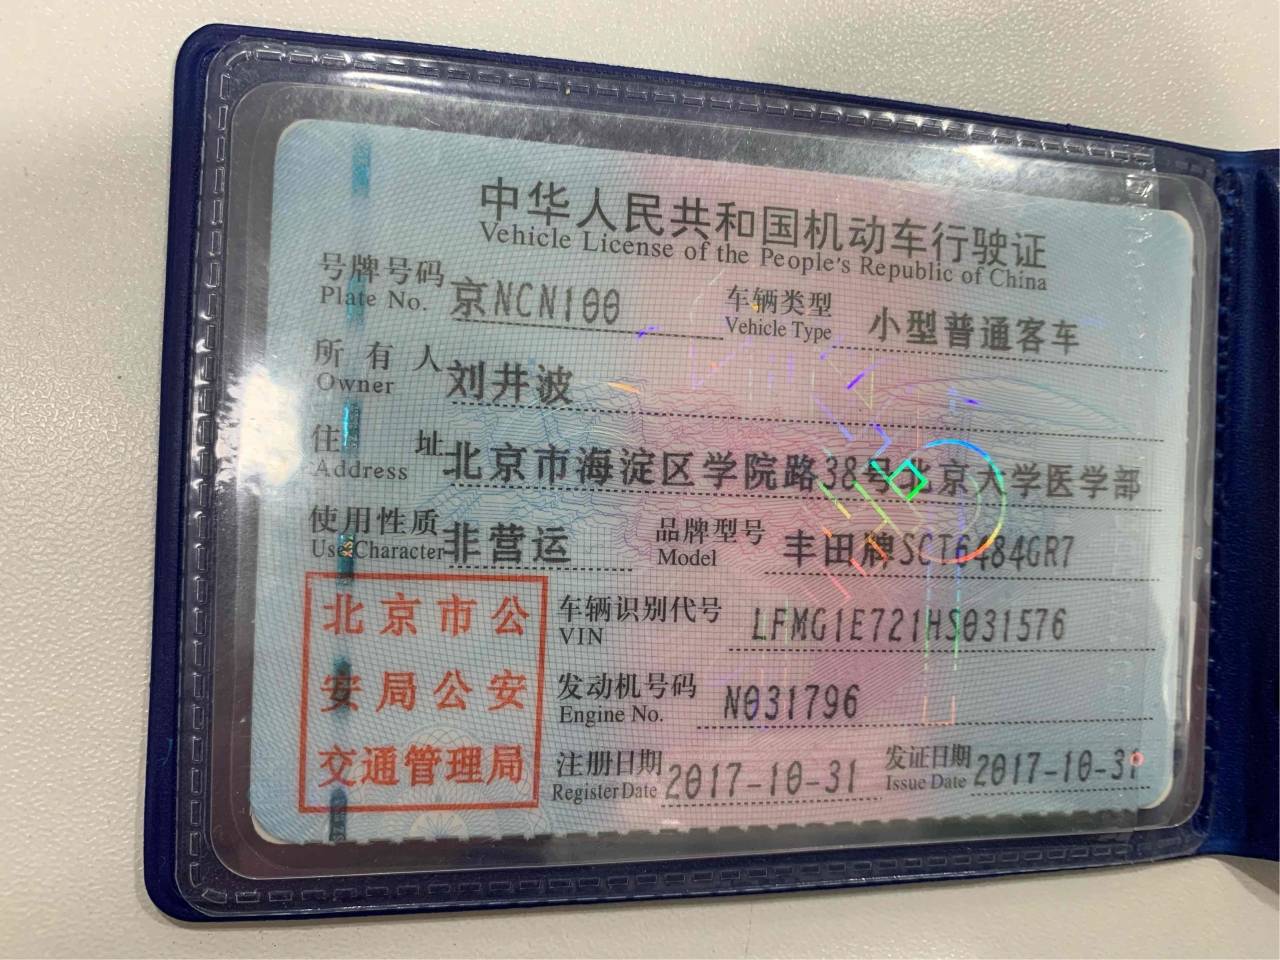 中华人民共和国机动车行驶证
Vehicle License of the People's Republic of China
号牌号码 京NCN100 车辆类型 小型普通客车
Plate No. Vehicle Type
所有人 刘井波
Owner
住址 北京市海淀区学院路38号北京大学医学部
Address
使用性质 非营运 品牌型号 丰田牌SCT6484GR7
Use Character Model
北京市公
安局公安
交通管理局
车辆识别代号 LFMG1E721HS031576
VIN
发动机号码 N031796
Engine No.
注册日期 2017-10-31 发证日期 2017-10-31
Register Date Issue Date